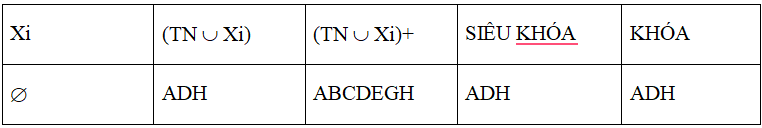 Xi (TN ∪ Xi) (TN ∪ Xi)+ SIÊU KHÓA KHÓA
∅ ADH ABCDEGH ADH ADH